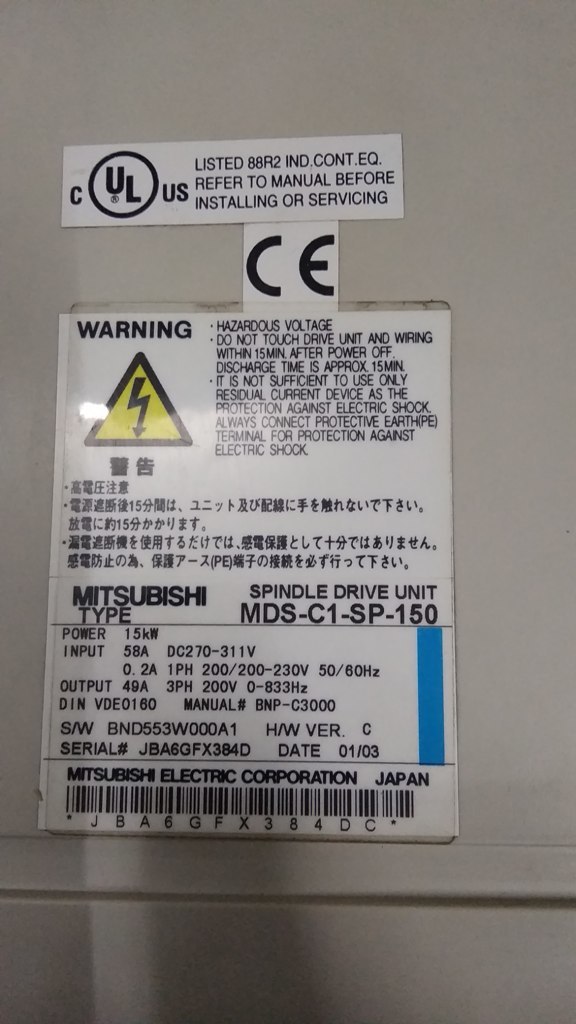 C UL ® US
LISTED 88R2 IND.CONT.EQ.
REFER TO MANUAL BEFORE
INSTALLING OR SERVICING
CE
WARNING
・HAZARDOUS VOLTAGE
・DO NOT TOUCH DRIVE UNIT AND WIRING
WITHIN 15MIN. AFTER POWER OFF.
DISCHARGE TIME IS APPROX. 15MIN.
・IT IS NOT SUFFICIENT TO USE ONLY
RESIDUAL CURRENT DEVICE AS THE
PROTECTION AGAINST ELECTRIC SHOCK.
ALWAYS CONNECT PROTECTIVE EARTH(PE)
TERMINAL FOR PROTECTION AGAINST
ELECTRIC SHOCK.
警告
・高電圧注意
・電源遮断後15分間は、ユニット及び配線に手を触れないで下さい。
放電に約15分かかります。
・漏電遮断機を使用するだけでは、感電保護として十分ではありません。
感電防止の為、保護アース(PE)端子の接続を必ず行って下さい。
MITSUBISHI SPINDLE DRIVE UNIT
TYPE MDS-C1-SP-150
POWER 15kW
INPUT 58A DC270-311V
0.2A 1PH 200/200-230V 50/60Hz
OUTPUT 49A 3PH 200V 0-833Hz
DIN VDE0160 MANUAL# BNP-C3000
S/W BND553W000A1 H/W VER. C
SERIAL# JBA6GFX384D DATE 01/03
MITSUBISHI ELECTRIC CORPORATION JAPAN
* J B A 6 G F X 3 8 4 D C *